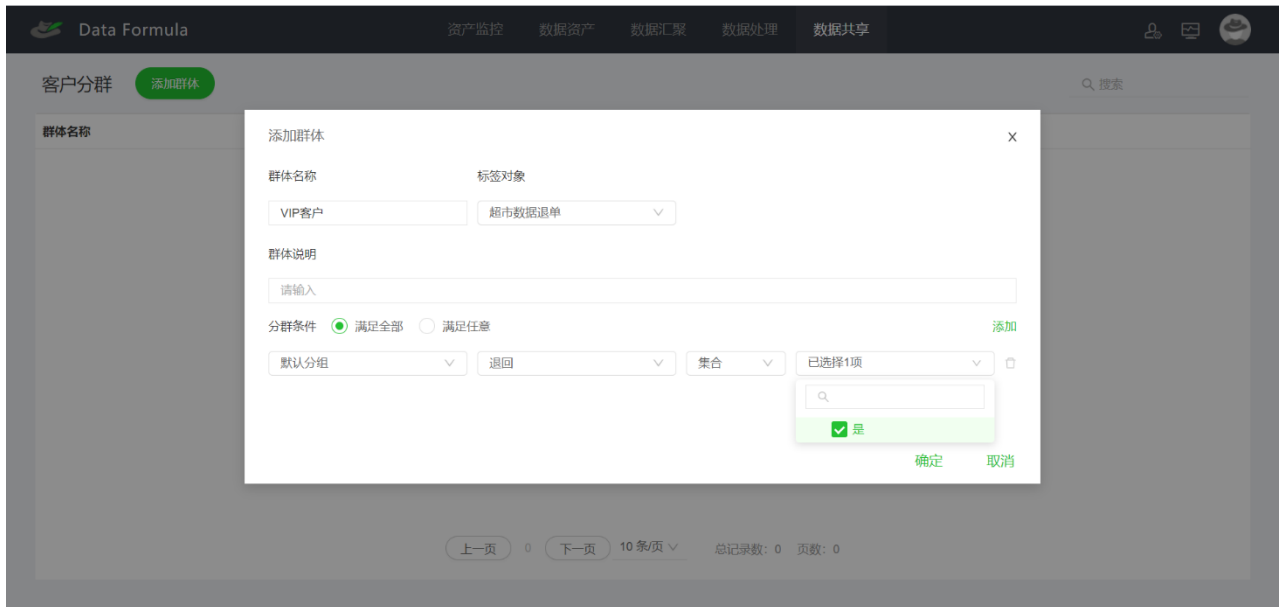 Data Formula 资产监控 数据资产 数据汇聚 数据处理 数据共享
客户分群 添加群体 搜索
群体名称
添加群体 X
群体名称 标签对象
VIP客户 超市数据退单
群体说明
请输入
分群条件 满足全部 满足任意 添加
默认分组 退回 集合 已选择1项
是
确定 取消
上一页 0 下一页 10 条/页 总记录数: 0 页数: 0